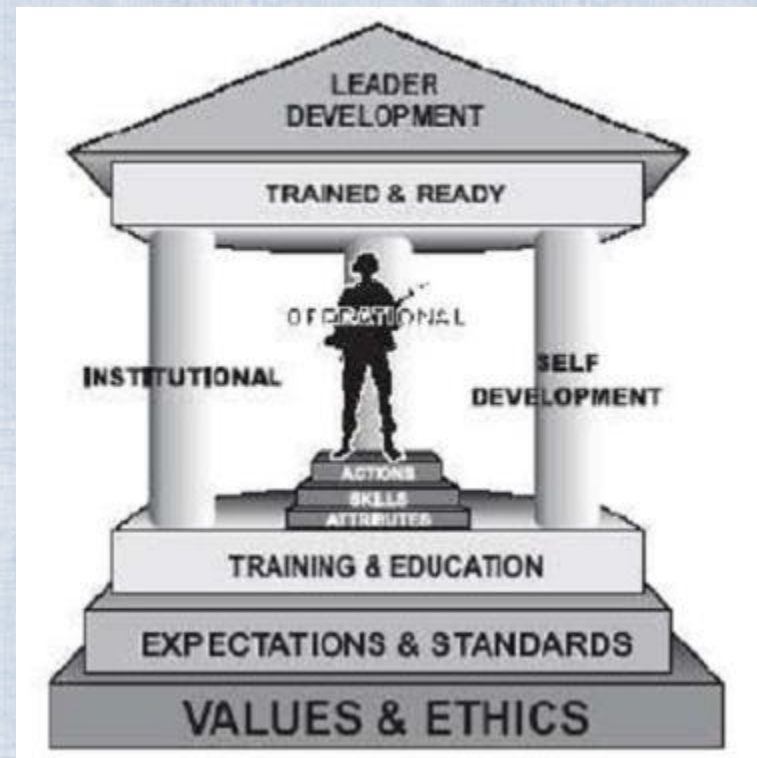 LEADER
DEVELOPMENT
TRAINED & READY
OPERATIONAL
INSTITUTIONAL
SELF
DEVELOPMENT
ACTIONS
SKILLS
ATTRIBUTES
TRAINING & EDUCATION
EXPECTATIONS & STANDARDS
VALUES & ETHICS